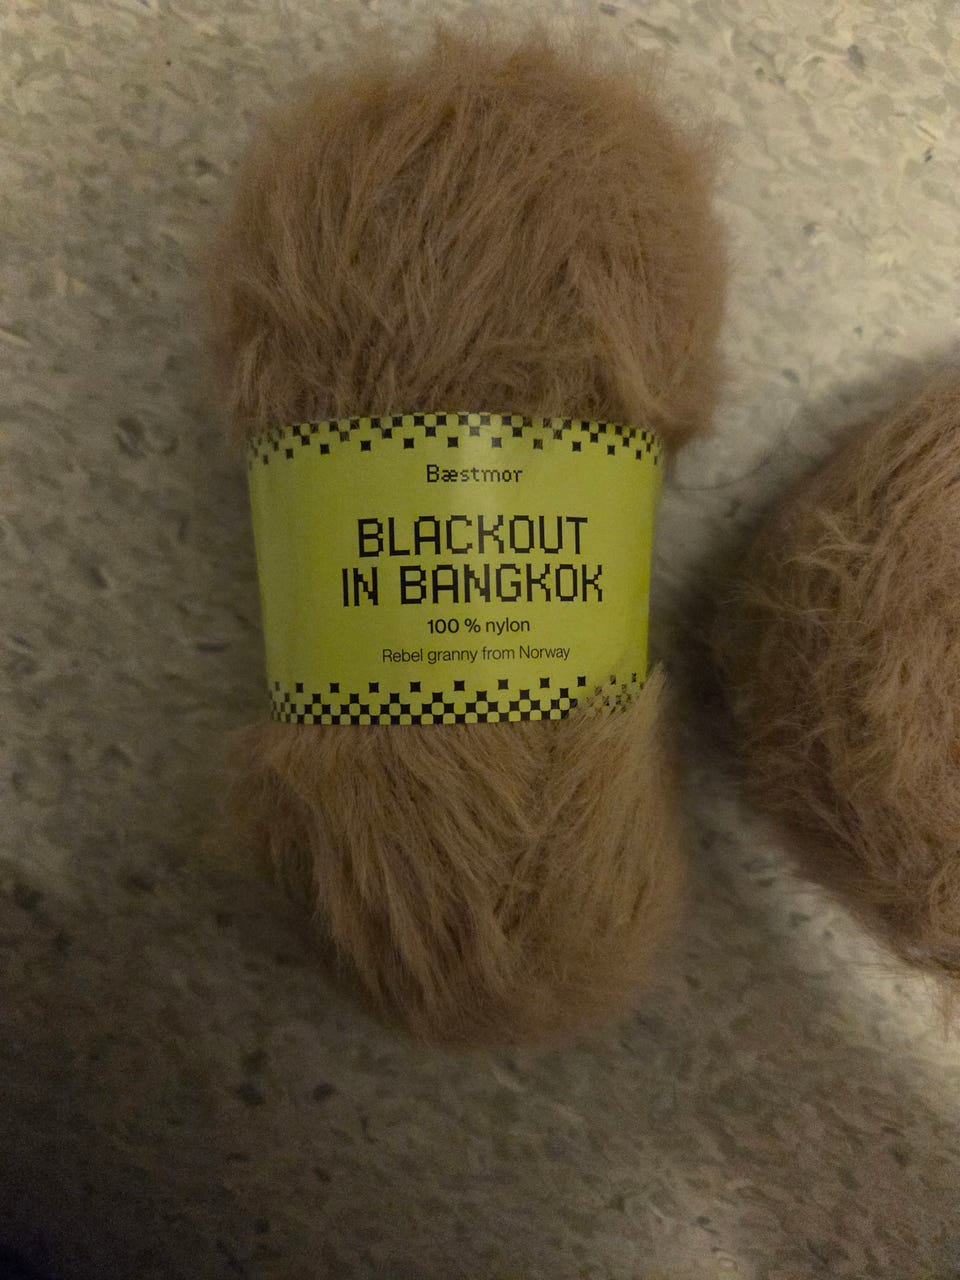 Bæstmor
BLACKOUT
IN BANGKOK
100 % nylon
Rebel granny from Norway